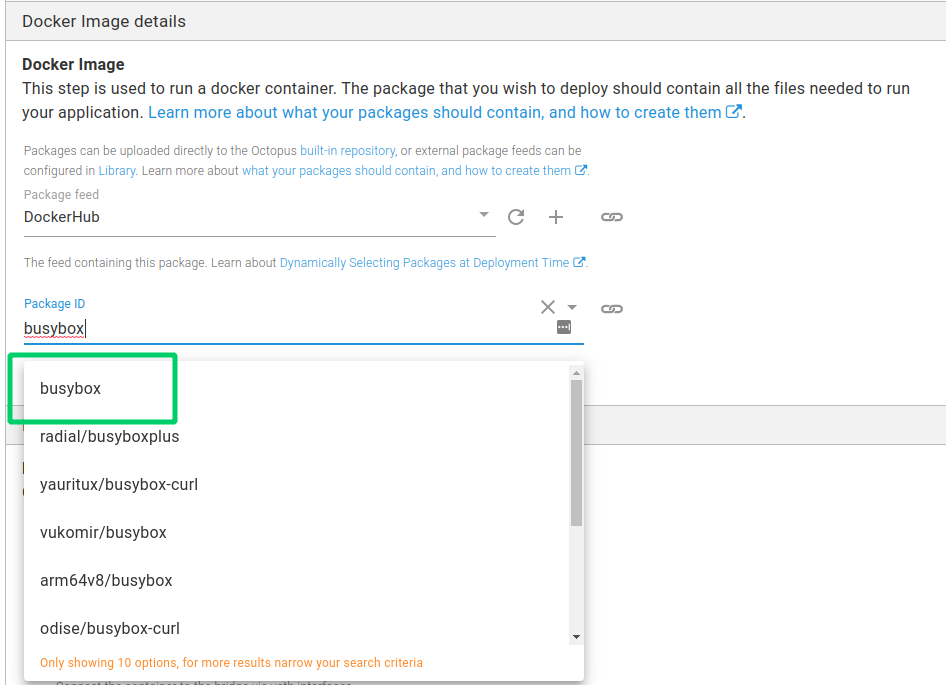 Docker Image details
Docker Image
This step is used to run a docker container. The package that you wish to deploy should contain all the files needed to run
your application. Learn more about what your packages should contain, and how to create them.
Packages can be uploaded directly to the Octopus built-in repository, or external package feeds can be
configured in Library. Learn more about what your packages should contain, and how to create them.
Package feed
DockerHub
The feed containing this package. Learn about Dynamically Selecting Packages at Deployment Time.
Package ID
busybox
busybox
radial/busyboxplus
yauritux/busybox-curl
vukomir/busybox
arm64v8/busybox
odise/busybox-curl
Only showing 10 options, for more results narrow your search criteria